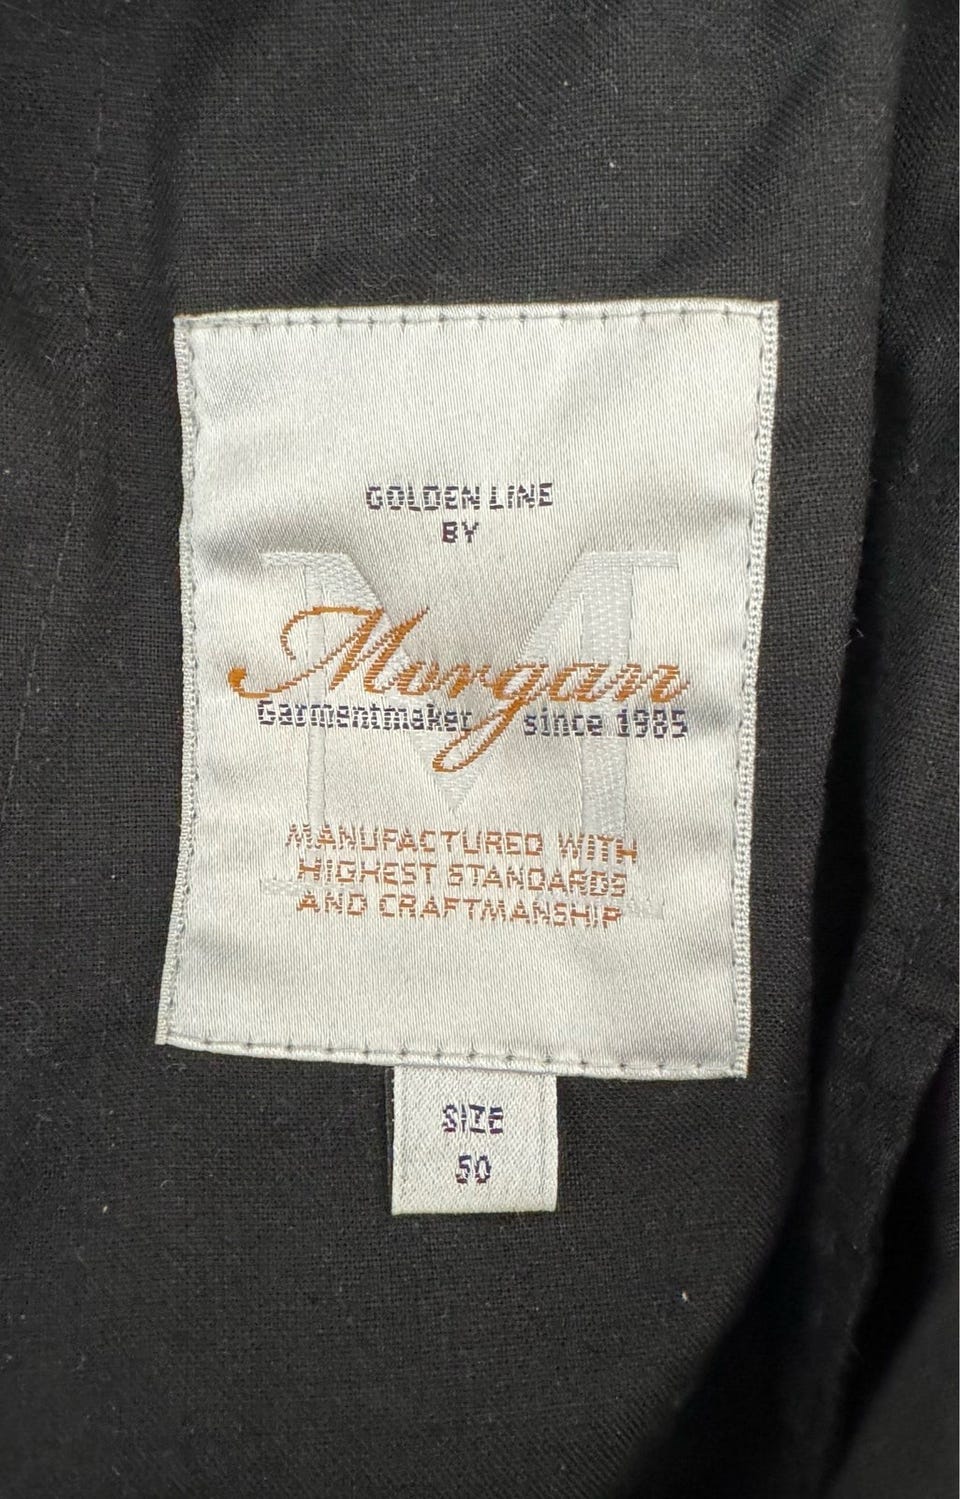 GOLDEN LINE
BY
M
Morgan
Garmentmaker since 1985
MANUFACTURED WITH
HIGHEST STANDARDS
AND CRAFTMANSHIP
SIZE
50